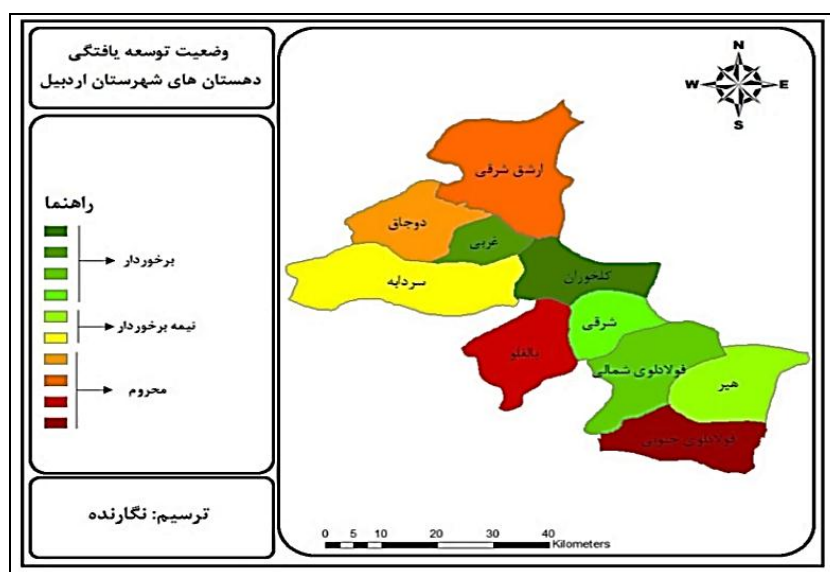 وضعیت توسعه یافتگی
دهستان های شهرستان اردبیل
راهنما
برخوردار
نیمه برخوردار
محروم
ترسیم: نگارنده
N
W E
S
ارشق شرقی
دوجاق
غربی
سردابه
کلخوران
شرقی
بالقلو
فولادلوی شمالی
هیر
فولادلوی جنوبی
0 5 10 20 30 40
Kilometers